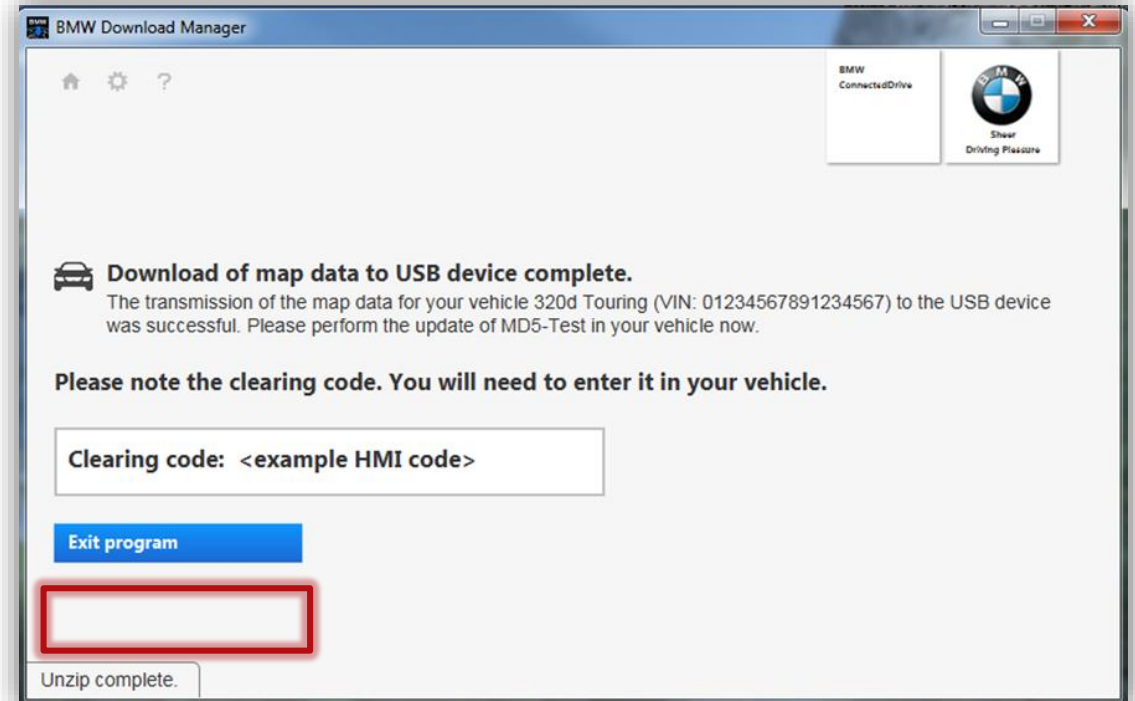 BMW Download Manager
?
BMW
ConnectedDrive
BMW
Sheer
Driving Pleasure
Download of map data to USB device complete.
The transmission of the map data for your vehicle 320d Touring (VIN: 01234567891234567) to the USB device
was successful. Please perform the update of MD5-Test in your vehicle now.
Please note the clearing code. You will need to enter it in your vehicle.
Clearing code: <example HMI code>
Exit program
Unzip complete.